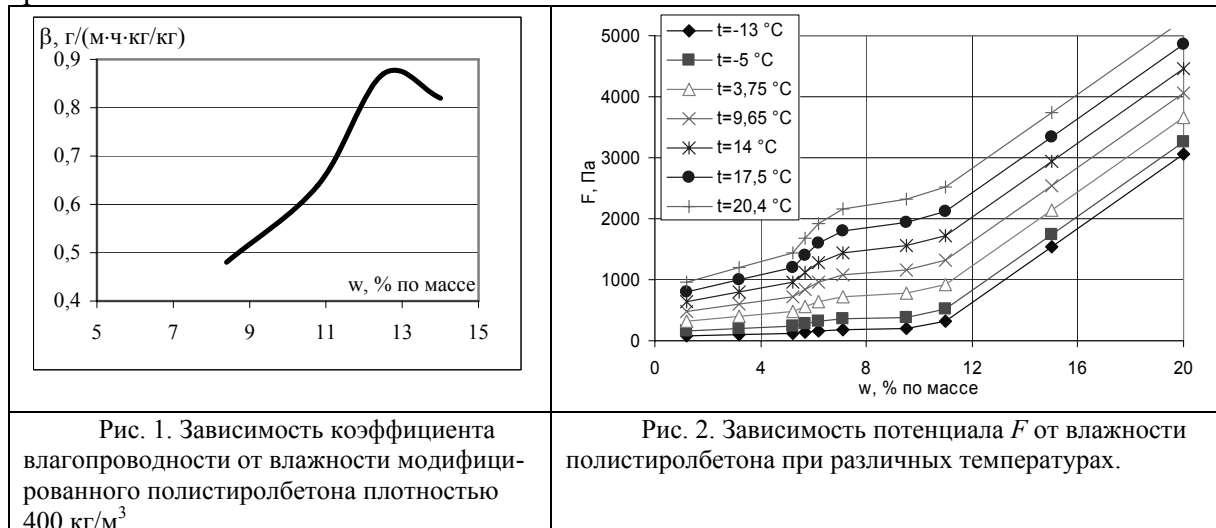 β, г/(м·ч·кг/кг)
0,9
0,8
0,7
0,6
0,5
0,4
w, % по массе
5 7 9 11 13 15
t=-13 °C
t=-5 °C
t=3,75 °C
t=9,65 °C
t=14 °C
t=17,5 °C
t=20,4 °C
F, Па
5000
4000
3000
2000
1000
0
0 4 8 12 16 20
w, % по массе
Рис. 1. Зависимость коэффициента
влагопроводности от влажности модифици-
рованного полистиролбетона плотностью
400 кг/м³
Рис. 2. Зависимость потенциала F от влажности
полистиролбетона при различных температурах.